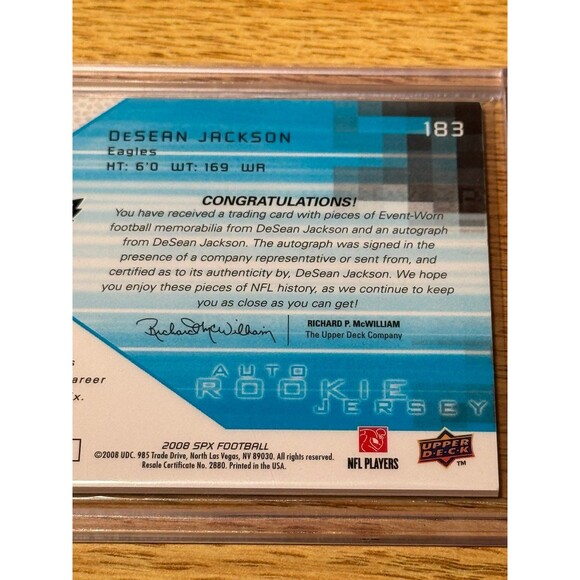 183
DeSEAN JACKSON
Eagles
HT: 6'0 WT: 169 WR
CONGRATULATIONS!
You have received a trading card with pieces of Event-Worn
football memorabilia from DeSean Jackson and an autograph
from DeSean Jackson. The autograph was signed in the
presence of a company representative or sent from, and
certified as to its authenticity by, DeSean Jackson. We hope
you enjoy these pieces of NFL history, as we continue to keep
you as close as you can get!
Richard McWilliam
RICHARD P. McWILLIAM
The Upper Deck Company
AUTO
ROOKIE
JERSEY
s
areer
x.
2008 SPX FOOTBALL
©2008 UDC. 985 Trade Drive, North Las Vegas, NV 89030. All rights reserved.
Resale Certificate No. 2880. Printed in the USA.
NFL PLAYERS
UPPER
DECK
TM